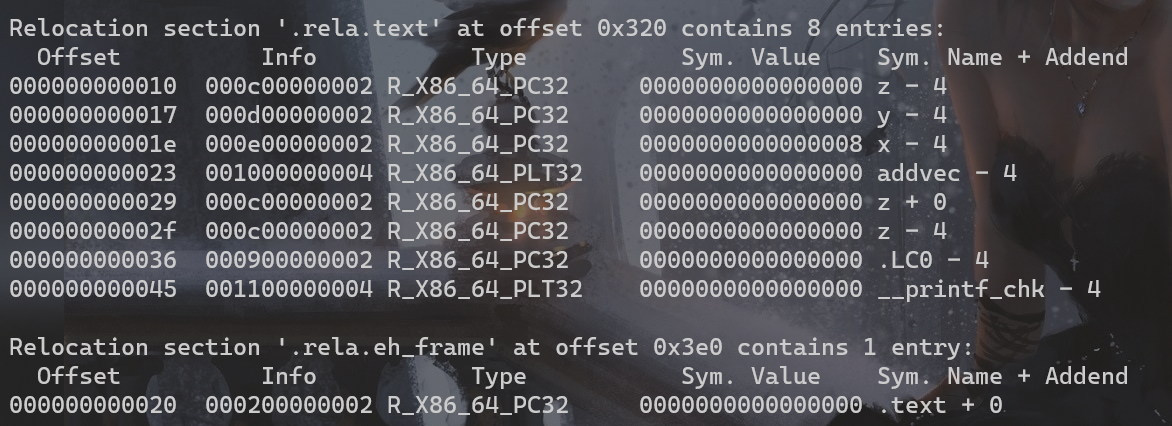 Relocation section '.rela.text' at offset 0x320 contains 8 entries:
  Offset          Info           Type           Sym. Value    Sym. Name + Addend
000000000010  000c00000002 R_X86_64_PC32     0000000000000000 z - 4
000000000017  000d00000002 R_X86_64_PC32     0000000000000000 y - 4
00000000001e  000e00000002 R_X86_64_PC32     0000000000000008 x - 4
000000000023  001000000004 R_X86_64_PLT32    0000000000000000 addvec - 4
000000000029  000c00000002 R_X86_64_PC32     0000000000000000 z + 0
00000000002f  000c00000002 R_X86_64_PC32     0000000000000000 z - 4
000000000036  000900000002 R_X86_64_PC32     0000000000000000 .LC0 - 4
000000000045  001100000004 R_X86_64_PLT32    0000000000000000 __printf_chk - 4

Relocation section '.rela.eh_frame' at offset 0x3e0 contains 1 entry:
  Offset          Info           Type           Sym. Value    Sym. Name + Addend
000000000020  000200000002 R_X86_64_PC32     0000000000000000 .text + 0